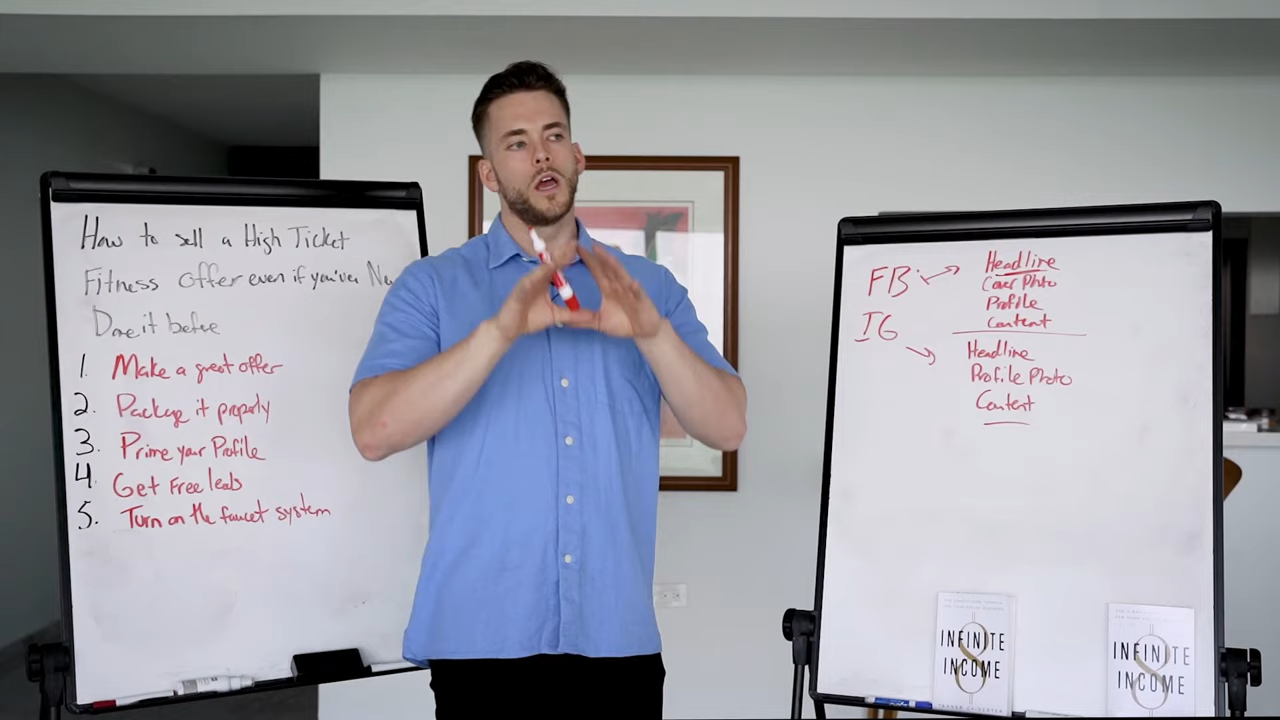 How to sell a High Ticket
Fitness Offer even if you've
Done it before
1. Make a great offer
2. Package it properly
3. Prime your Profile
4. Get Free leads
5. Turn on the faucet system
FB
Headline
Cover Photo
Profile
Content
IG
Headline
Profile Photo
Content
INFINITE
INCOME
INFINITE
INCOME